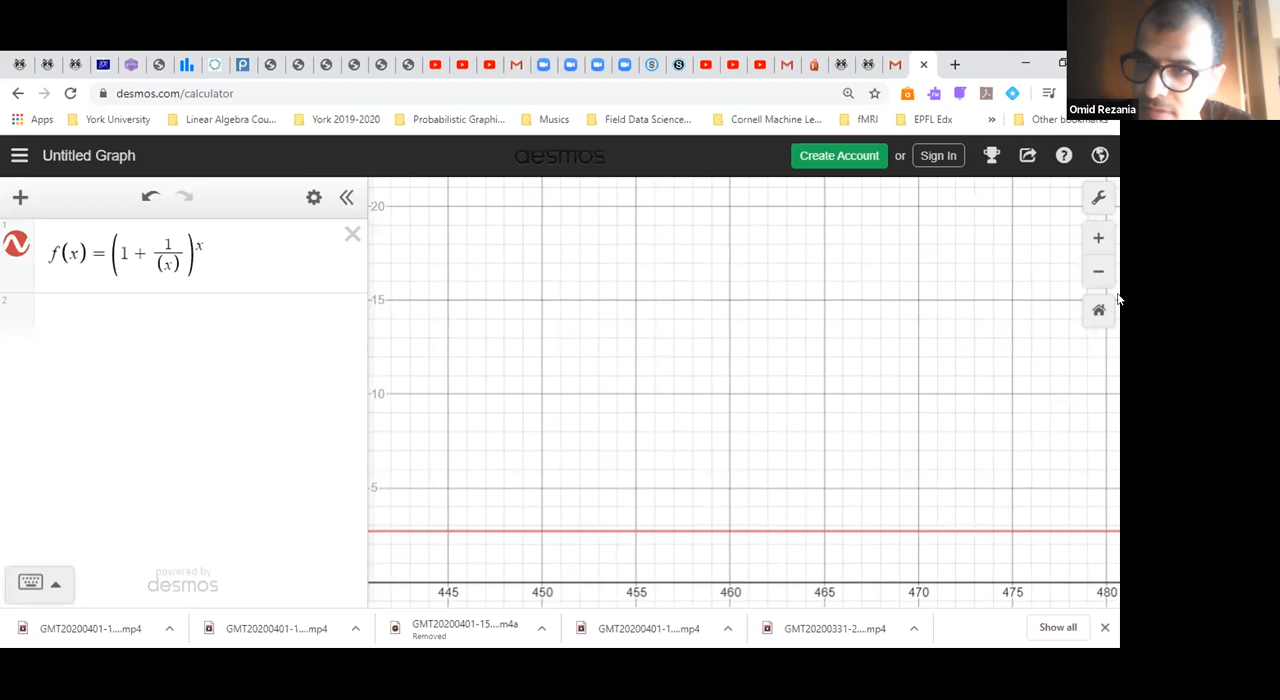 desmos.com/calculator
Omid Rezania
Apps York University Linear Algebra Cou... York 2019-2020 Probabilistic Graphi... Musics Field Data Science... Cornell Machine Le... fMRI EPFL Edx » Other bookmarks
Untitled Graph desmos Create Account or Sign In
1
f(x) = (1 + 1/(x))^x
2
20
15
10
5
445 450 455 460 465 470 475 480
powered by
desmos
GMT20200401-1....mp4 GMT20200401-1....mp4 GMT20200401-15....m4a GMT20200401-1....mp4 GMT20200331-2....mp4 Show all
Removed